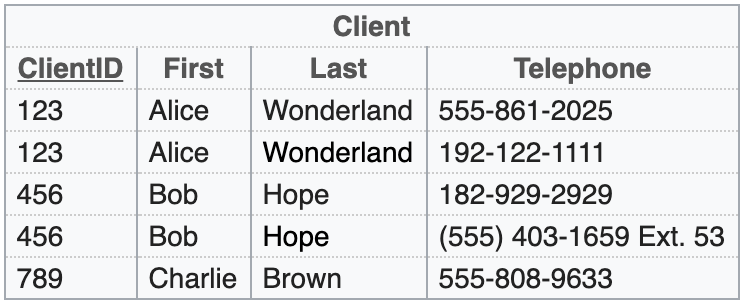 Client
ClientID First Last Telephone
123 Alice Wonderland 555-861-2025
123 Alice Wonderland 192-122-1111
456 Bob Hope 182-929-2929
456 Bob Hope (555) 403-1659 Ext. 53
789 Charlie Brown 555-808-9633